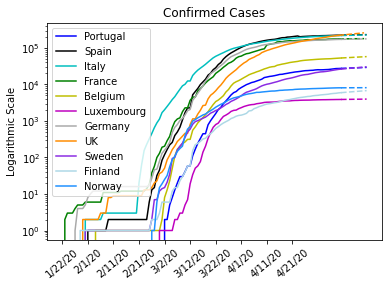 Confirmed Cases
Logarithmic Scale
10^5
10^4
10^3
10^2
10^1
10^0
Portugal
Spain
Italy
France
Belgium
Luxembourg
Germany
UK
Sweden
Finland
Norway
1/22/20
2/1/20
2/11/20
2/21/20
3/2/20
3/12/20
3/22/20
4/1/20
4/11/20
4/21/20